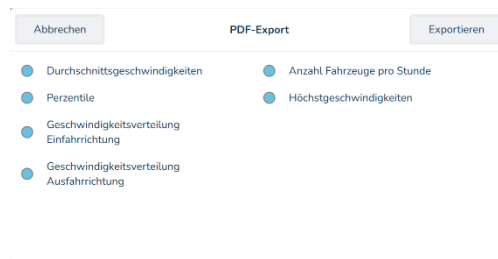 Abbrechen
PDF-Export
Exportieren
Durchschnittsgeschwindigkeiten
Anzahl Fahrzeuge pro Stunde
Perzentile
Höchstgeschwindigkeiten
Geschwindigkeitsverteilung
Einfahrrichtung
Geschwindigkeitsverteilung
Ausfahrrichtung